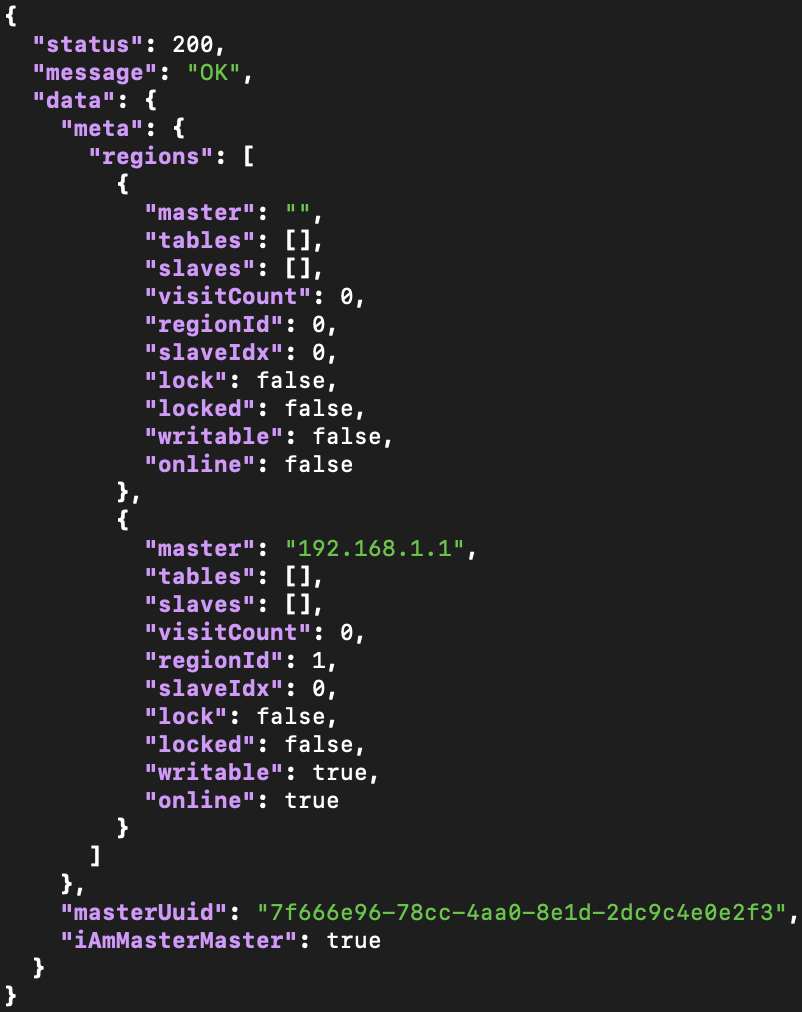 {
  "status": 200,
  "message": "OK",
  "data": {
    "meta": {
      "regions": [
        {
          "master": "",
          "tables": [],
          "slaves": [],
          "visitCount": 0,
          "regionId": 0,
          "slaveIdx": 0,
          "lock": false,
          "locked": false,
          "writable": false,
          "online": false
        },
        {
          "master": "192.168.1.1",
          "tables": [],
          "slaves": [],
          "visitCount": 0,
          "regionId": 1,
          "slaveIdx": 0,
          "lock": false,
          "locked": false,
          "writable": true,
          "online": true
        }
      ]
    },
    "masterUuid": "7f666e96-78cc-4aa0-8e1d-2dc9c4e0e2f3",
    "iAmMasterMaster": true
  }
}